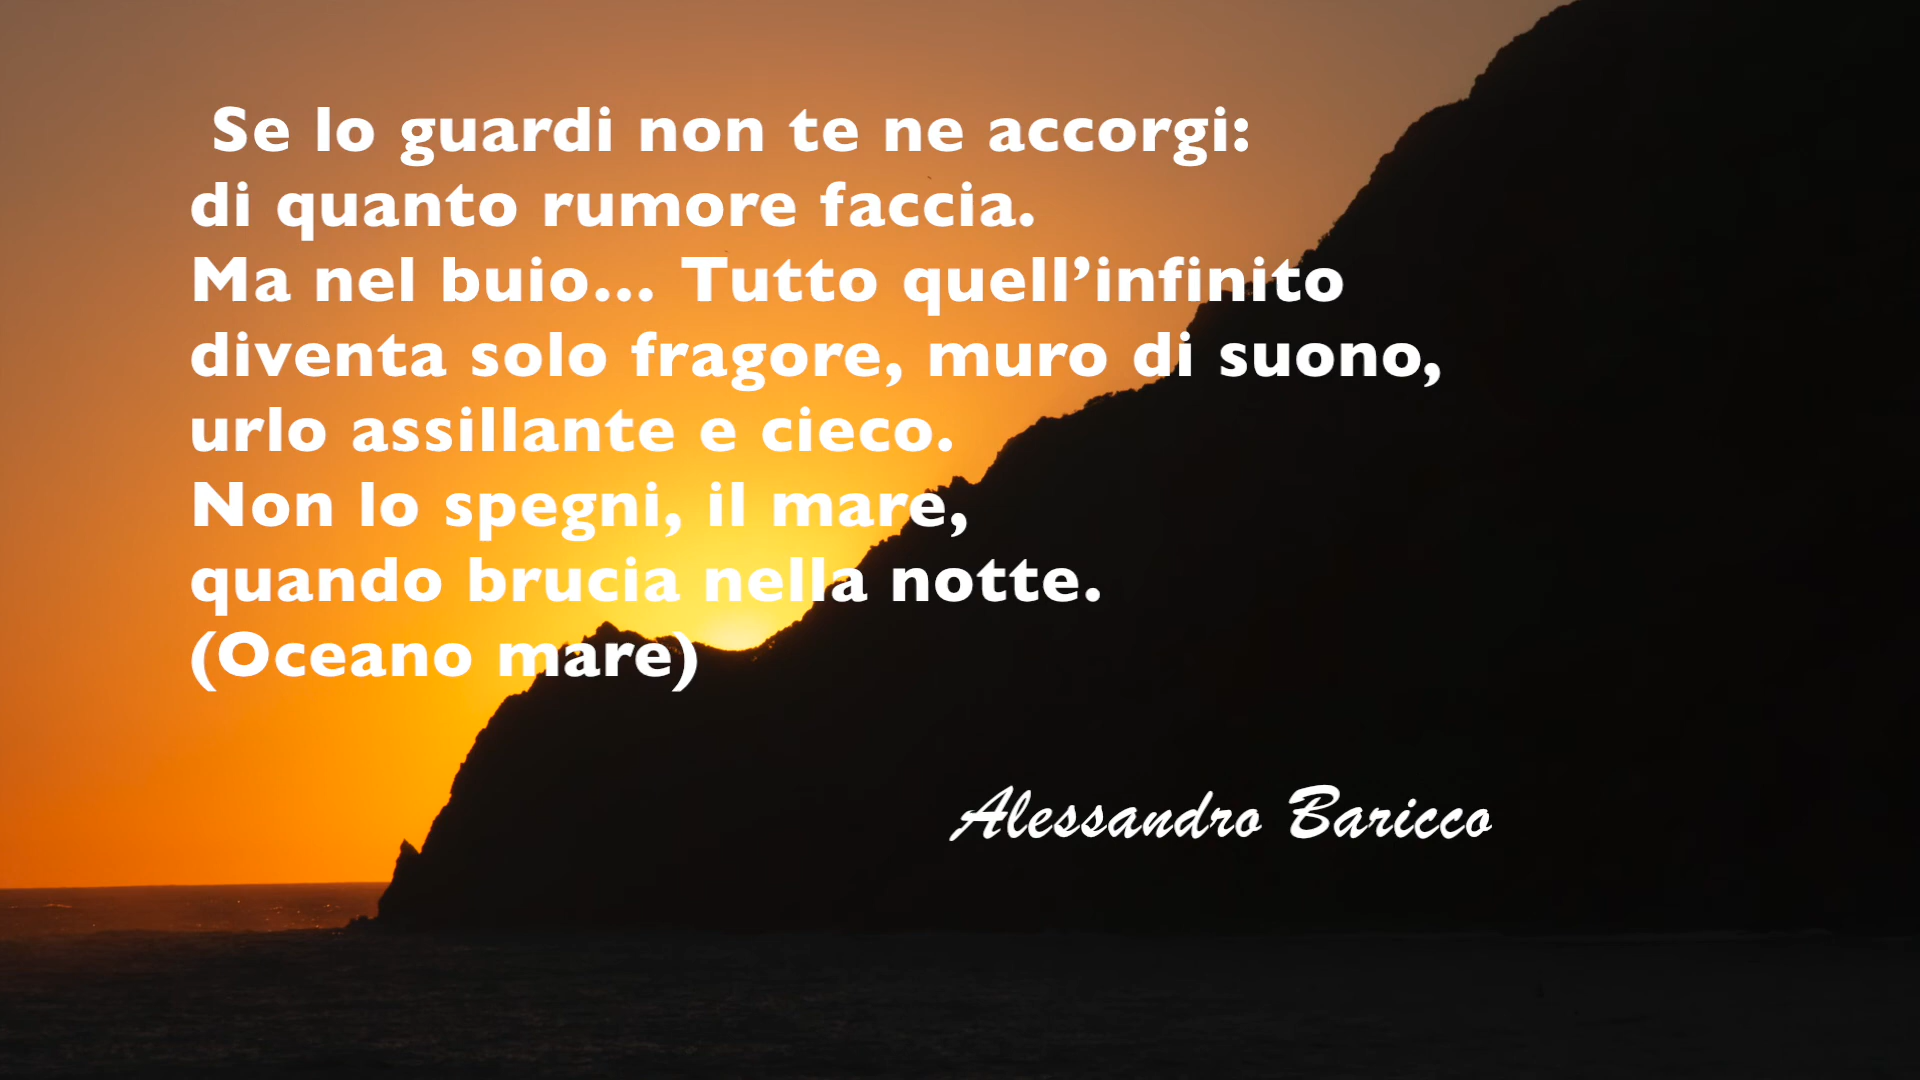 Se lo guardi non te ne accorgi:
di quanto rumore faccia.
Ma nel buio... Tutto quell’infinito
diventa solo fragore, muro di suono,
urlo assillante e cieco.
Non lo spegni, il mare,
quando brucia nella notte.
(Oceano mare)
Alessandro Baricco